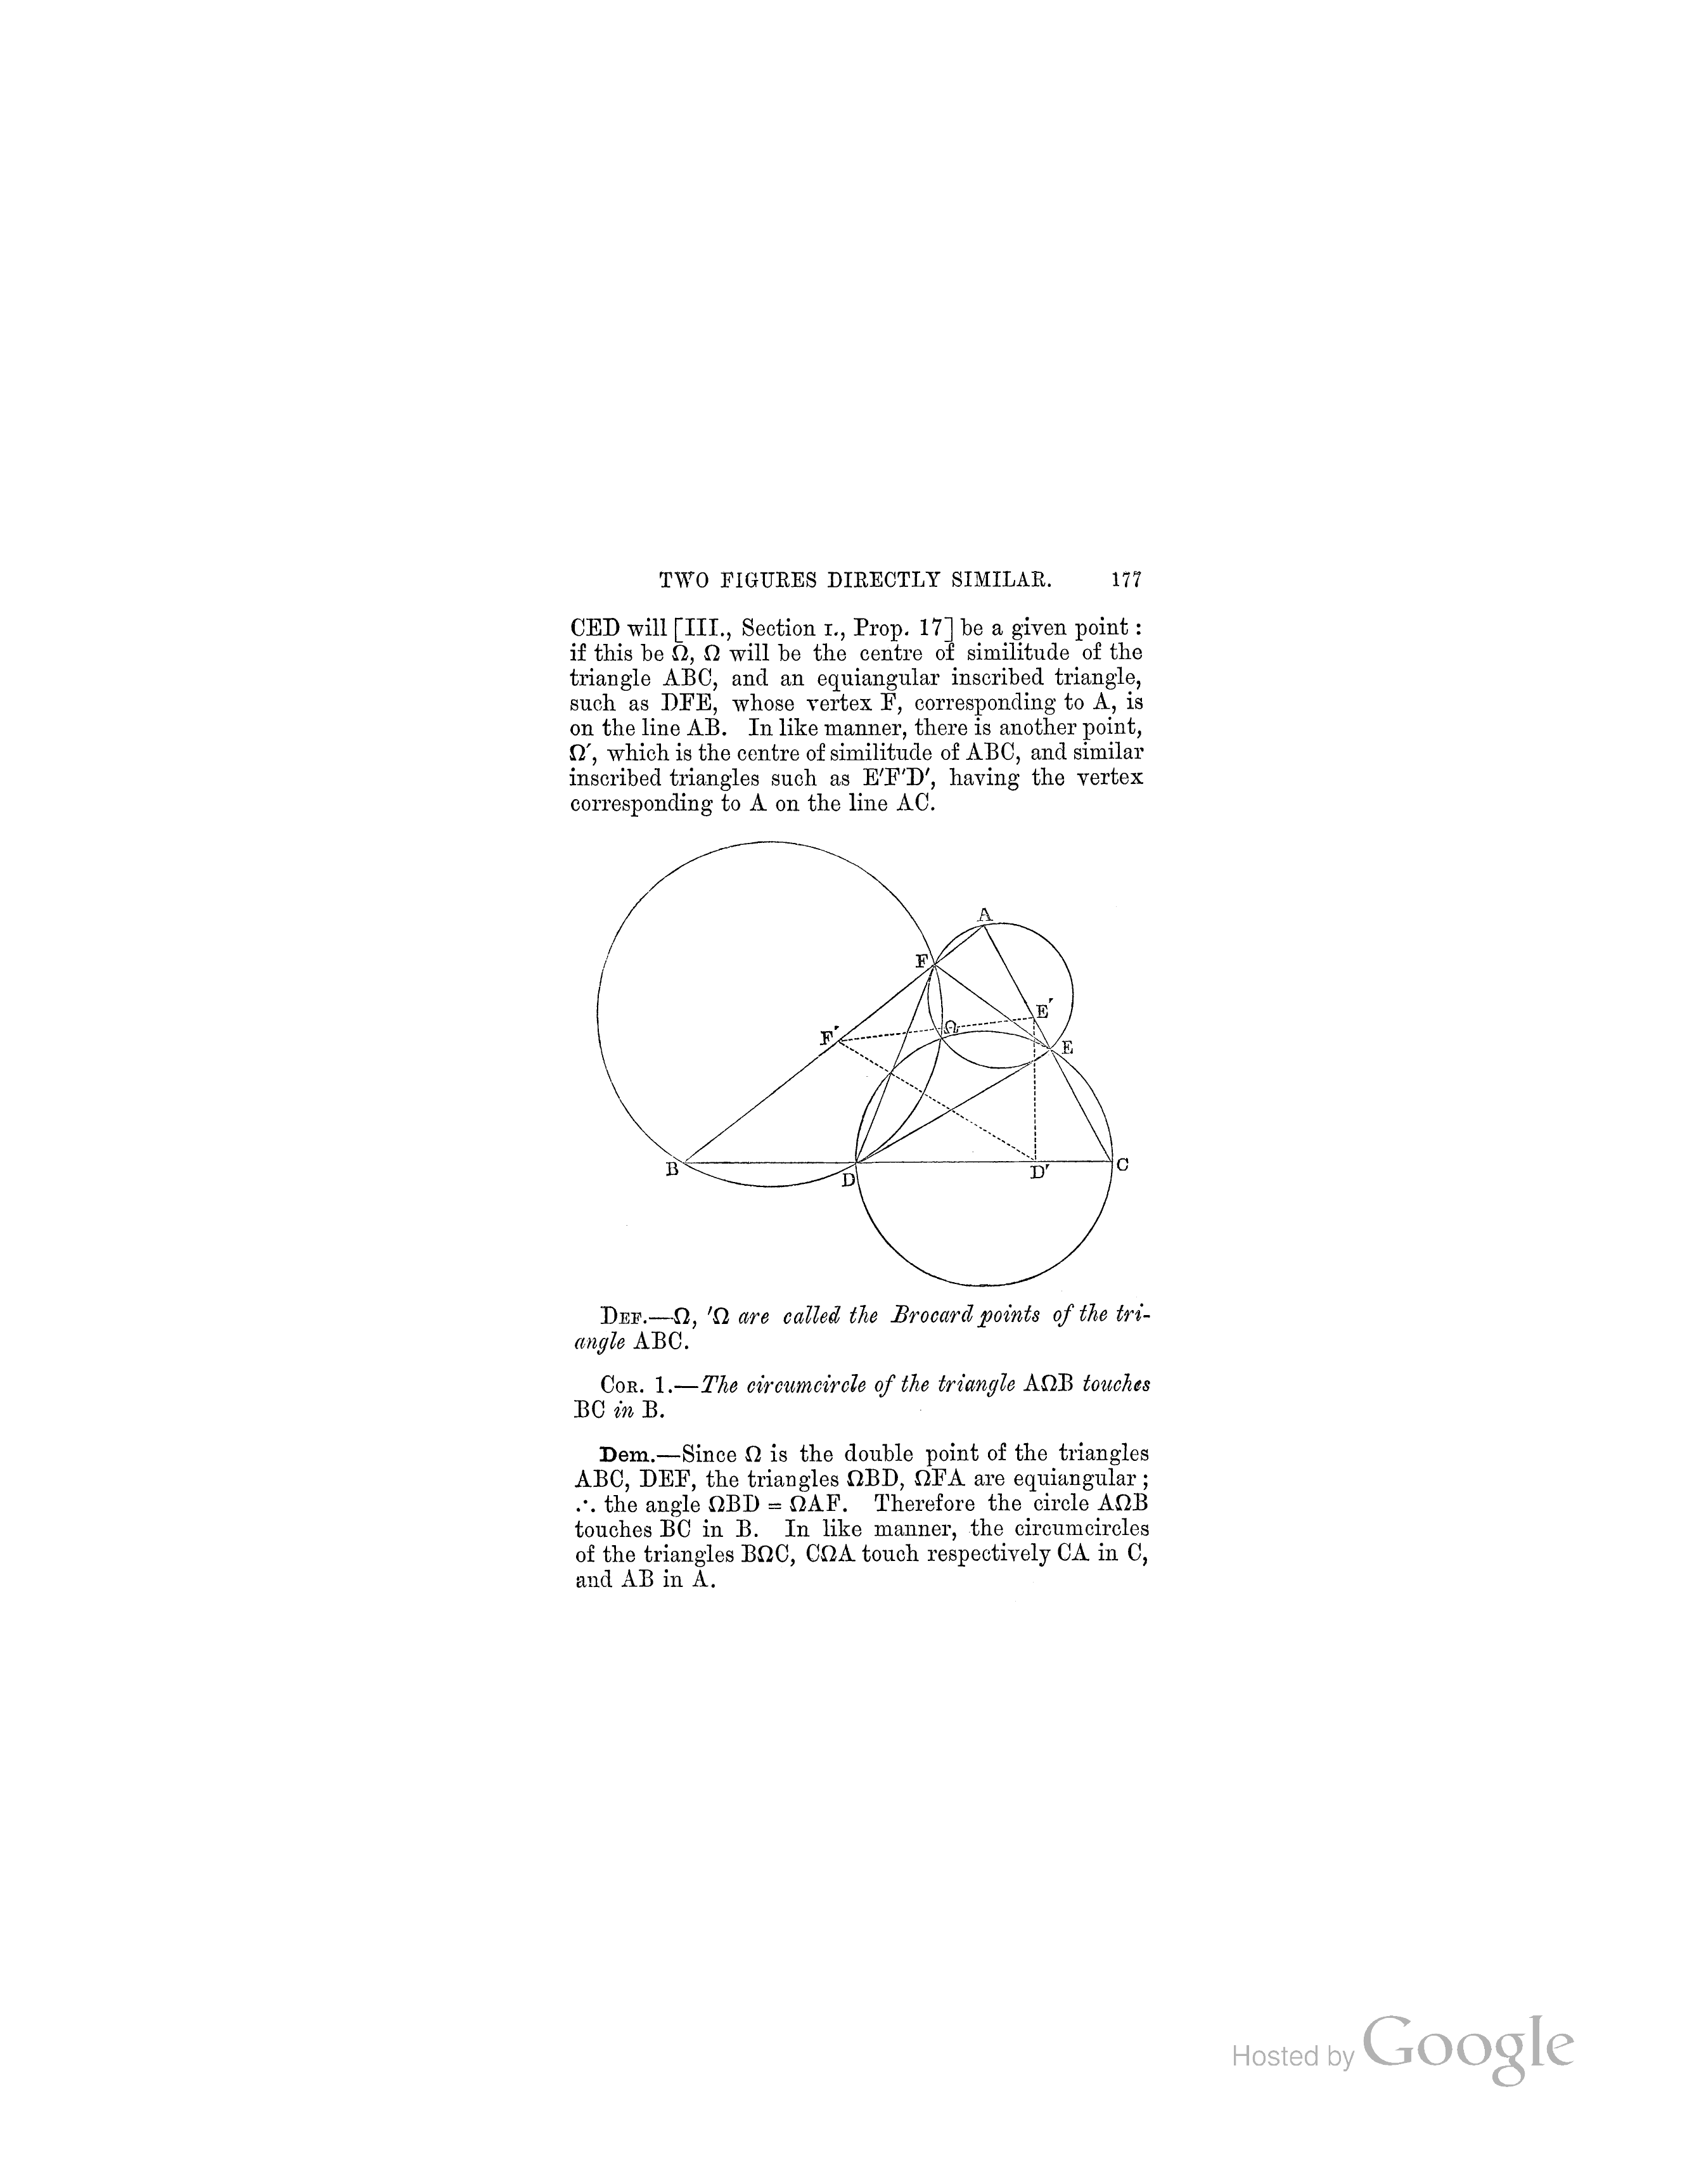 TWO FIGURES DIRECTLY SIMILAR. 177
CED will [III., Section I., Prop. 17] be a given point :
if this be Ω, Ω will be the centre of similitude of the
triangle ABC, and an equiangular inscribed triangle,
such as DFE, whose vertex F, corresponding to A, is
on the line AB. In like manner, there is another point,
Ω′, which is the centre of similitude of ABC, and similar
inscribed triangles such as E′F′D′, having the vertex
corresponding to A on the line AC.
A
F
E′
Ω
F′
E
B
D
D′
C
DEF.—Ω, ′Ω are called the Brocard points of the tri-
angle ABC.
COR. 1.—The circumcircle of the triangle AΩB touches
BC in B.
Dem.—Since Ω is the double point of the triangles
ABC, DEF, the triangles ΩBD, ΩFA are equiangular ;
∴ the angle ΩBD = ΩAF. Therefore the circle AΩB
touches BC in B. In like manner, the circumcircles
of the triangles BΩC, CΩA touch respectively CA in C,
and AB in A.
Hosted by Google